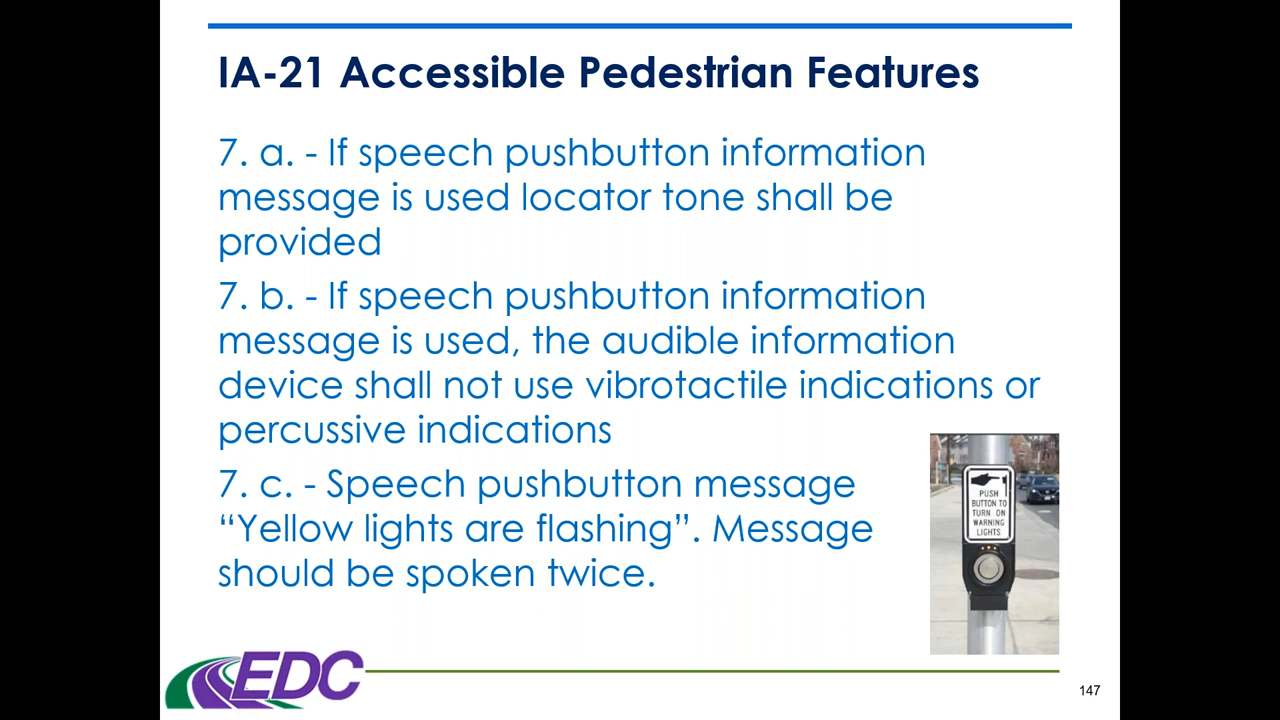 IA-21 Accessible Pedestrian Features
7. a. - If speech pushbutton information
message is used locator tone shall be
provided
7. b. - If speech pushbutton information
message is used, the audible information
device shall not use vibrotactile indications or
percussive indications
7. c. - Speech pushbutton message
“Yellow lights are flashing”. Message
should be spoken twice.
PUSH
BUTTON TO
TURN ON
WARNING
LIGHTS
EDC
147